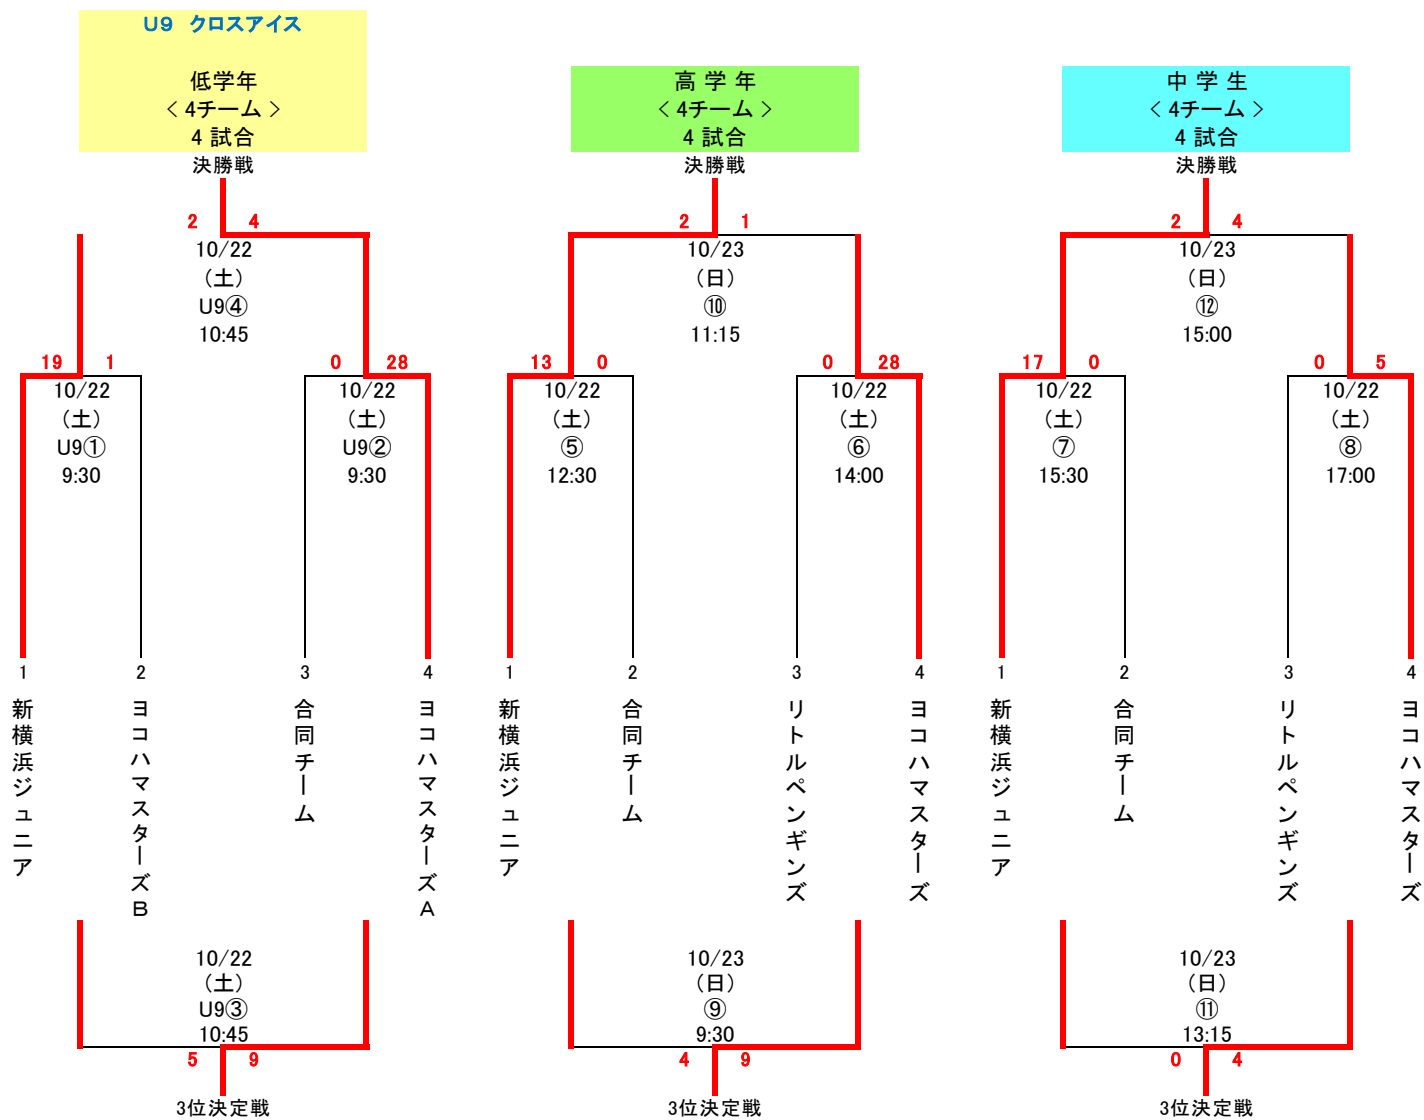 U9 クロスアイス
低学年
< 4チーム >
4 試合
決勝戦
2 4
10/22
(土)
U9④
10:45
19 1
10/22
(土)
U9①
9:30
0 28
10/22
(土)
U9②
9:30
1
新横浜ジュニア
2
ヨコハマスターズB
3
合同チーム
4
ヨコハマスターズA
10/22
(土)
U9③
10:45
5 9
3位決定戦
高 学 年
< 4チーム >
4 試合
決勝戦
2 1
10/23
(日)
⑩
11:15
13 0
10/22
(土)
⑤
12:30
0 28
10/22
(土)
⑥
14:00
1
新横浜ジュニア
2
合同チーム
3
リトルペンギンズ
4
ヨコハマスターズ
10/23
(日)
⑨
9:30
4 9
3位決定戦
中 学 生
< 4チーム >
4 試合
決勝戦
2 4
10/23
(日)
⑫
15:00
17 0
10/22
(土)
⑦
15:30
0 5
10/22
(土)
⑧
17:00
1
新横浜ジュニア
2
合同チーム
3
リトルペンギンズ
4
ヨコハマスターズ
10/23
(日)
⑪
13:15
0 4
3位決定戦